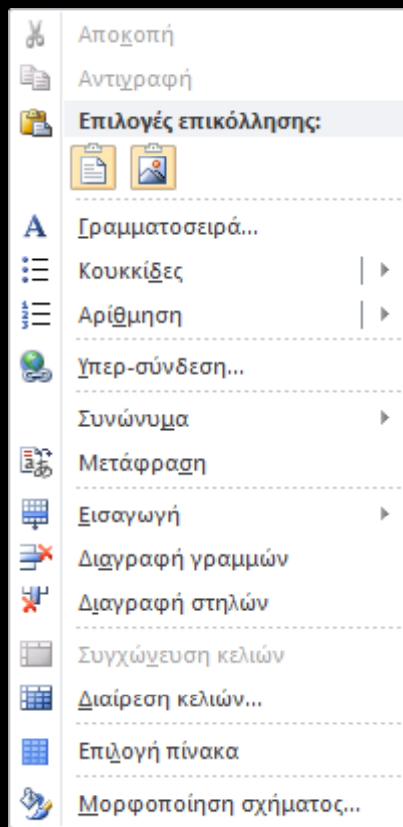 Αποκοπή
Αντιγραφή
Επιλογές επικόλλησης:
Γραμματοσειρά...
Κουκκίδες
Αρίθμηση
Υπερ-σύνδεση...
Συνώνυμα
Μετάφραση
Εισαγωγή
Διαγραφή γραμμών
Διαγραφή στηλών
Συγχώνευση κελιών
Διαίρεση κελιών...
Επιλογή πίνακα
Μορφοποίηση σχήματος...